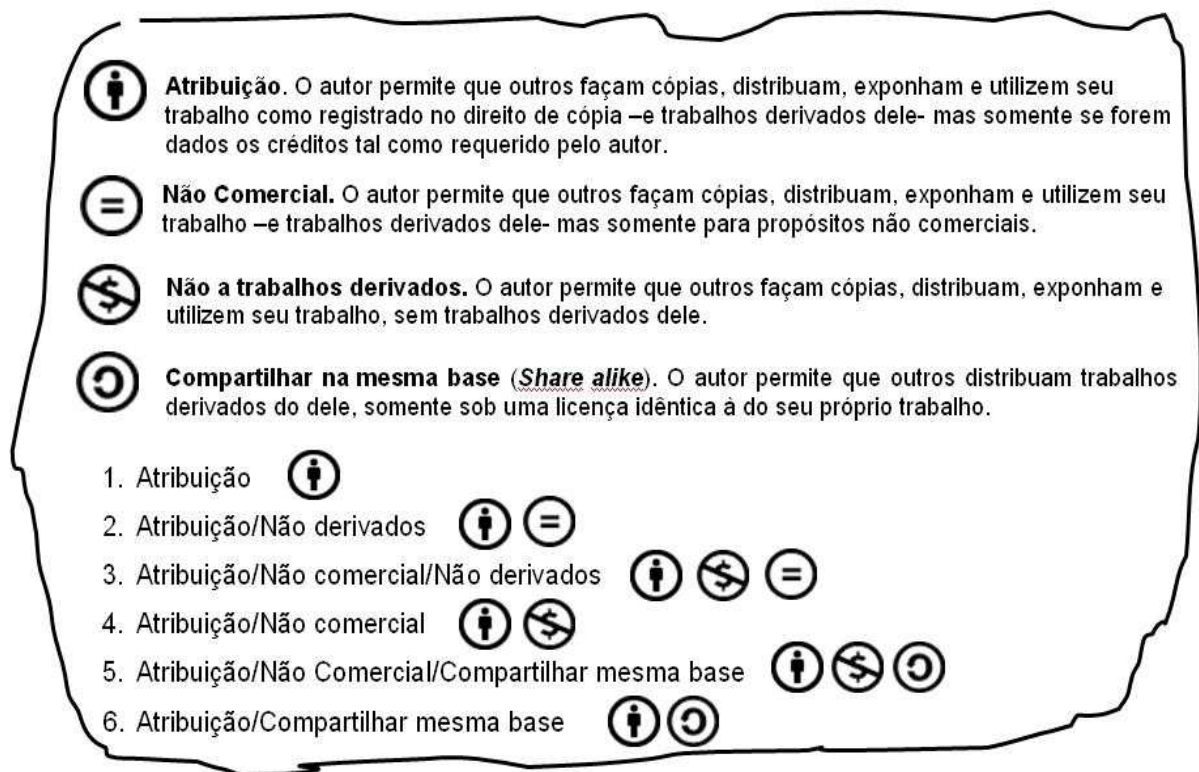 Atribuição. O autor permite que outros façam cópias, distribuam, exponham e utilizem seu
trabalho como registrado no direito de cópia –e trabalhos derivados dele- mas somente se forem
dados os créditos tal como requerido pelo autor.
Não Comercial. O autor permite que outros façam cópias, distribuam, exponham e utilizem seu
trabalho –e trabalhos derivados dele- mas somente para propósitos não comerciais.
Não a trabalhos derivados. O autor permite que outros façam cópias, distribuam, exponham e
utilizem seu trabalho, sem trabalhos derivados dele.
Compartilhar na mesma base (Share alike). O autor permite que outros distribuam trabalhos
derivados do dele, somente sob uma licença idêntica à do seu próprio trabalho.
1. Atribuição
2. Atribuição/Não derivados
3. Atribuição/Não comercial/Não derivados
4. Atribuição/Não comercial
5. Atribuição/Não Comercial/Compartilhar mesma base
6. Atribuição/Compartilhar mesma base